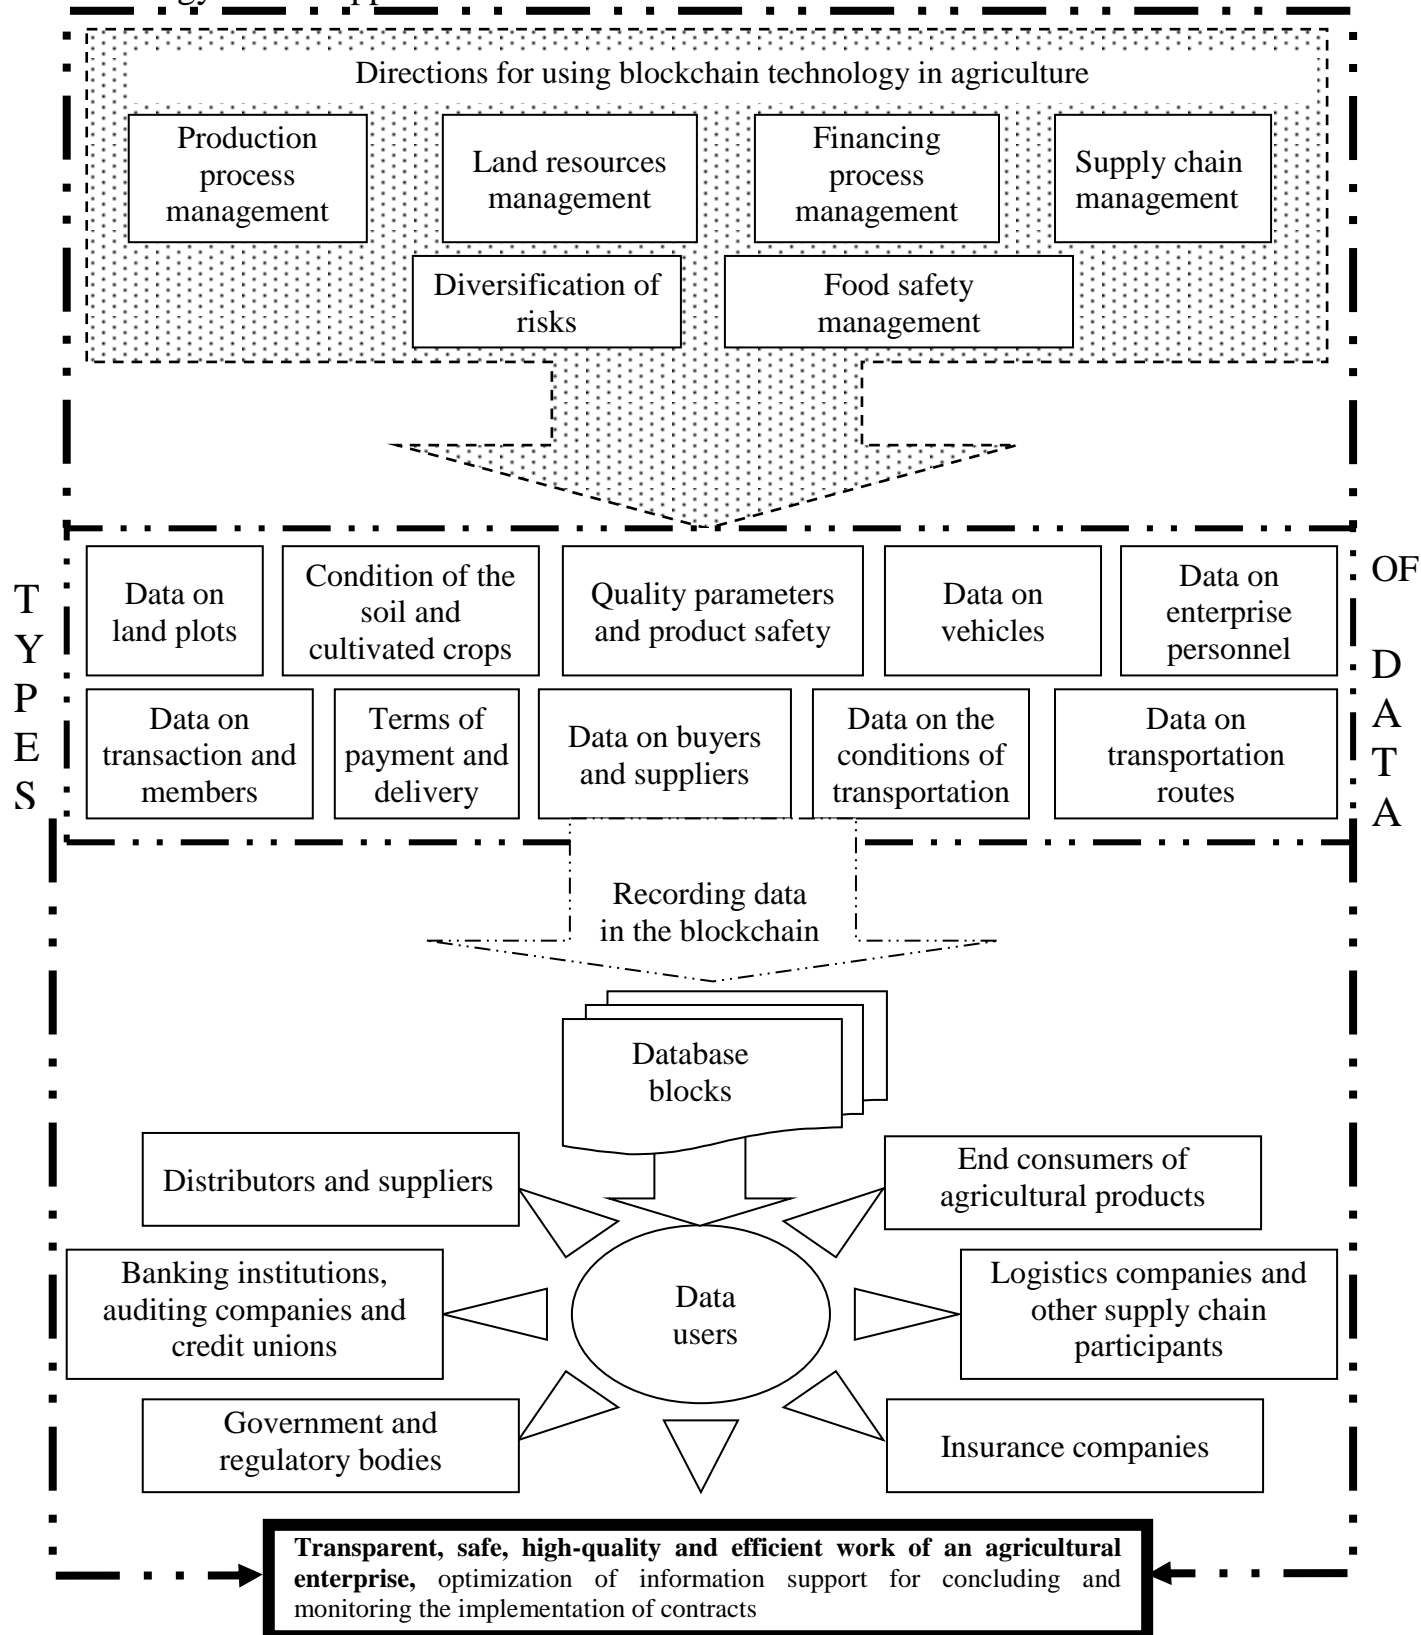 Directions for using blockchain technology in agriculture
Production
process
management
Land resources
management
Financing
process
management
Supply chain
management
Diversification of
risks
Food safety
management
TYPES
OF DATA
Data on
land plots
Condition of the
soil and
cultivated crops
Quality parameters
and product safety
Data on
vehicles
Data on
enterprise
personnel
Data on
transaction and
members
Terms of
payment and
delivery
Data on buyers
and suppliers
Data on the
conditions of
transportation
Data on
transportation
routes
Recording data
in the blockchain
Database
blocks
Distributors and suppliers
End consumers of
agricultural products
Banking institutions,
auditing companies and
credit unions
Data
users
Logistics companies and
other supply chain
participants
Government and
regulatory bodies
Insurance companies
Transparent, safe, high-quality and efficient work of an agricultural
enterprise, optimization of information support for concluding and
monitoring the implementation of contracts